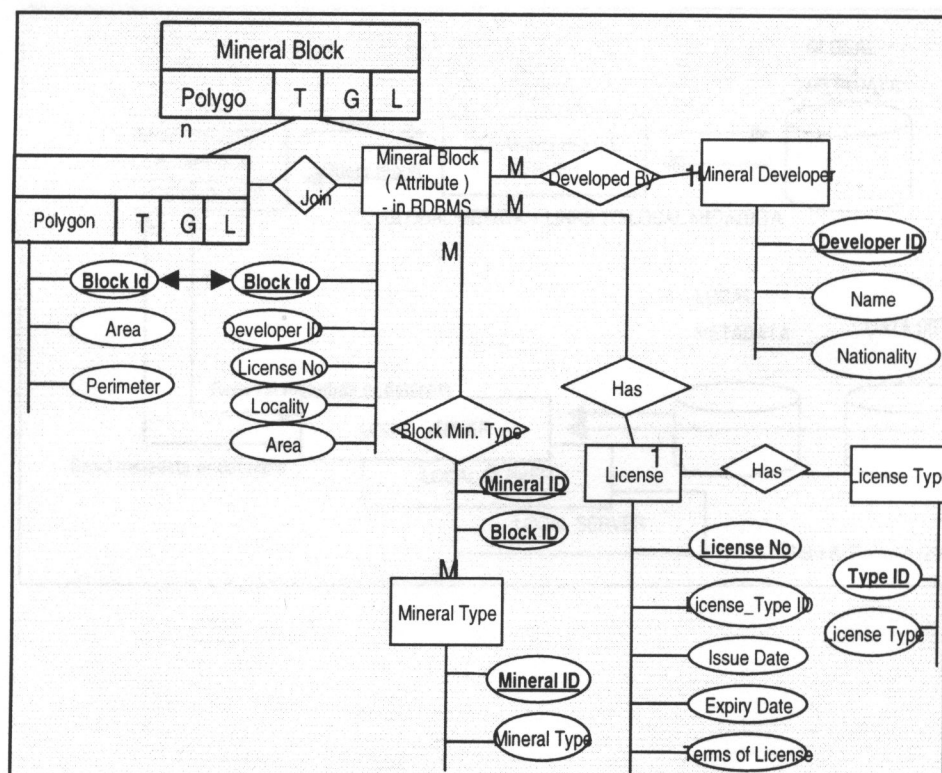 Mineral Block
Polygo
n
T G L
Polygon T G L
Join
Mineral Block
( Attribute )
- in RDBMS
M
M
M
Developed By
1
Mineral Developer
Developer ID
Name
Nationality
Block Id
Area
Perimeter
Block Id
Developer ID
License No
Locality
Area
Block Min. Type
Mineral ID
Block ID
M
Mineral Type
Mineral ID
Mineral Type
Has
1
License
Has
License Typ
License No
License_Type ID
Issue Date
Expiry Date
Terms of License
Type ID
License Type